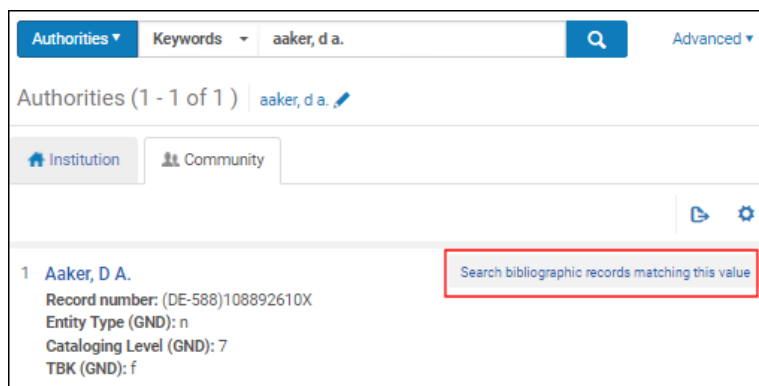 Authorities Keywords aaker, d a. Advanced
Authorities (1 - 1 of 1 ) aaker, d a.
Institution Community
1 Aaker, D A. Search bibliographic records matching this value
Record number: (DE-588)108892610X
Entity Type (GND): n
Cataloging Level (GND): 7
TBK (GND): f